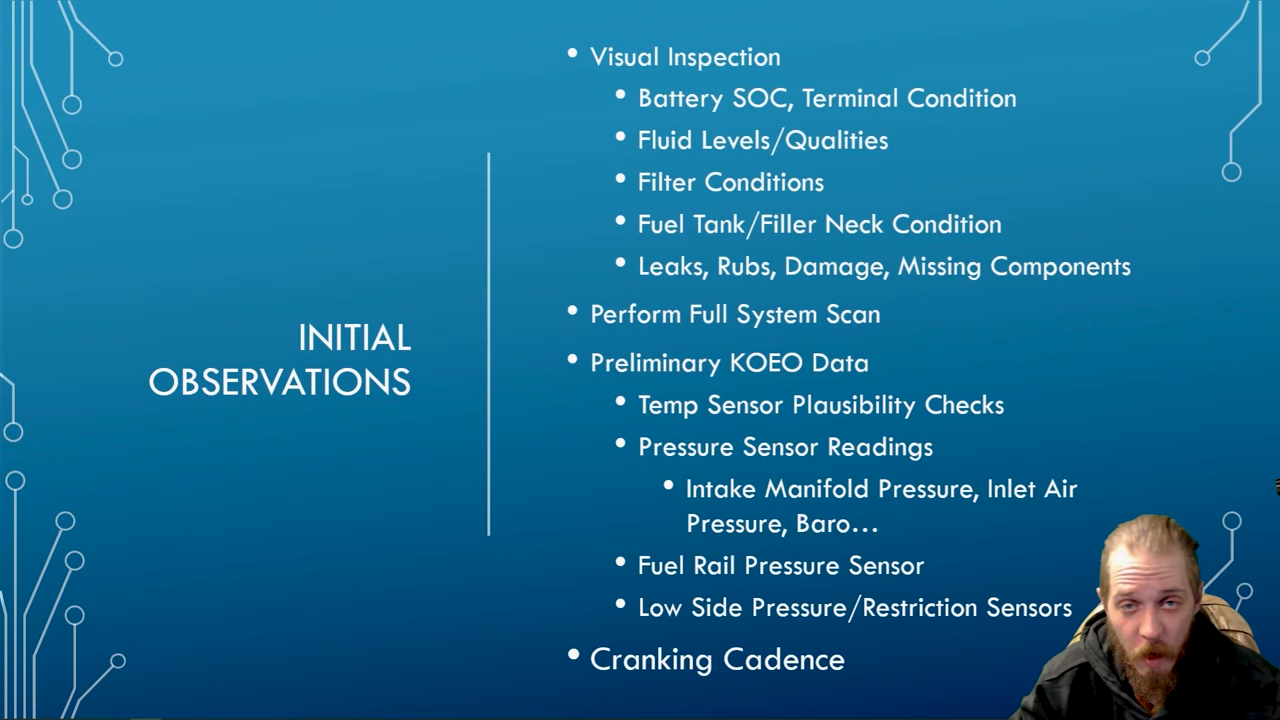 INITIAL
OBSERVATIONS
• Visual Inspection
• Battery SOC, Terminal Condition
• Fluid Levels/Qualities
• Filter Conditions
• Fuel Tank/Filler Neck Condition
• Leaks, Rubs, Damage, Missing Components
• Perform Full System Scan
• Preliminary KOEO Data
• Temp Sensor Plausibility Checks
• Pressure Sensor Readings
• Intake Manifold Pressure, Inlet Air
Pressure, Baro...
• Fuel Rail Pressure Sensor
• Low Side Pressure/Restriction Sensors
• Cranking Cadence